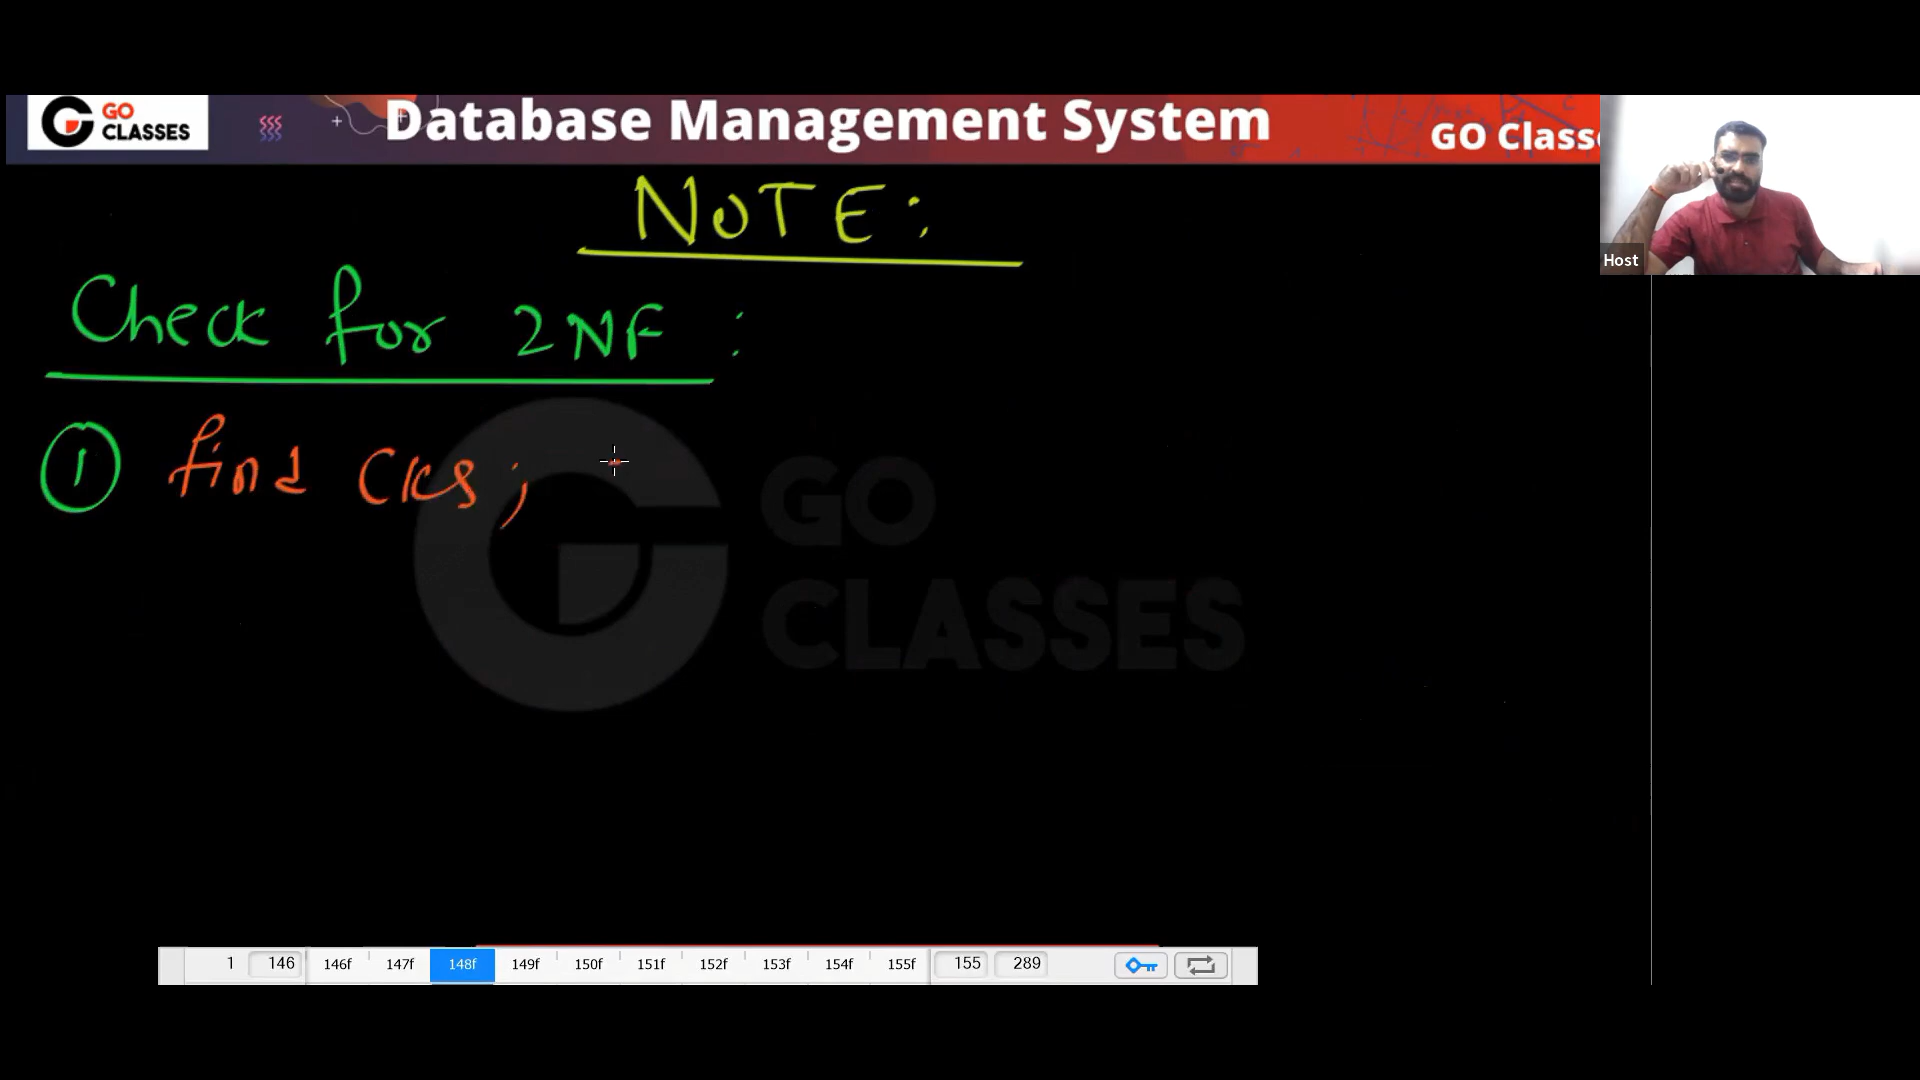 GO CLASSES
Database Management System
GO Classe
Host
NOTE:
Check for 2NF :
① find CKs;
GO
CLASSES
1 146 146f 147f 148f 149f 150f 151f 152f 153f 154f 155f 155 289